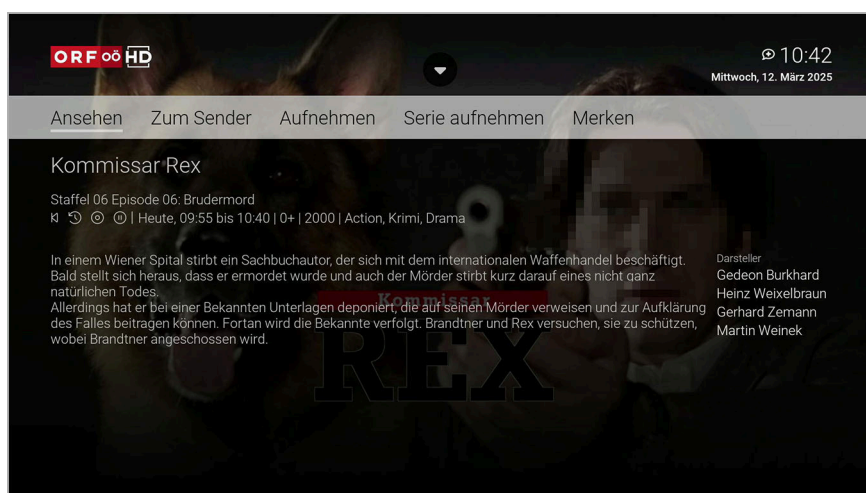 ORF oö HD
10:42
Mittwoch, 12. März 2025
Ansehen Zum Sender Aufnehmen Serie aufnehmen Merken
Kommissar Rex
Staffel 06 Episode 06: Brudermord
| Heute, 09:55 bis 10:40 | 0+ | 2000 | Action, Krimi, Drama
In einem Wiener Spital stirbt ein Sachbuchautor, der sich mit dem internationalen Waffenhandel beschäftigt.
Bald stellt sich heraus, dass er ermordet wurde und auch der Mörder stirbt kurz darauf eines nicht ganz
natürlichen Todes.
Allerdings hat er bei einer Bekannten Unterlagen deponiert, die auf seinen Mörder verweisen und zur Aufklärung
des Falles beitragen können. Fortan wird die Bekannte verfolgt. Brandtner und Rex versuchen, sie zu schützen,
wobei Brandtner angeschossen wird.
Darsteller
Gedeon Burkhard
Heinz Weixelbraun
Gerhard Zemann
Martin Weinek
Kommissar
REX